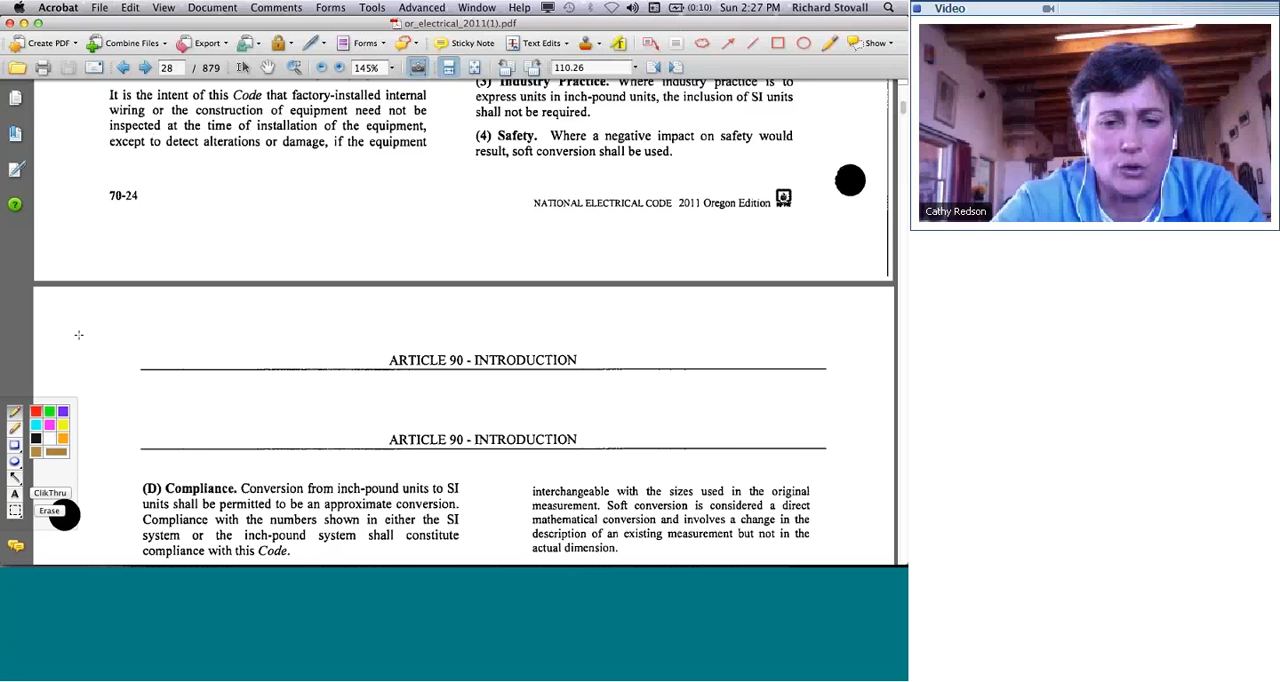 Acrobat File Edit View Document Comments Forms Tools Advanced Window Help (0:10) Sun 2:27 PM Richard Stovall
or_electrical_2011(1).pdf
Create PDF Combine Files Export Forms Sticky Note Text Edits Show
28 / 879 145% 110.26
It is the intent of this Code that factory-installed internal
wiring or the construction of equipment need not be
inspected at the time of installation of the equipment,
except to detect alterations or damage, if the equipment
70-24
(3) Industry Practice. Where industry practice is to
express units in inch-pound units, the inclusion of SI units
shall not be required.
(4) Safety. Where a negative impact on safety would
result, soft conversion shall be used.
NATIONAL ELECTRICAL CODE 2011 Oregon Edition
ARTICLE 90 - INTRODUCTION
ARTICLE 90 - INTRODUCTION
(D) Compliance. Conversion from inch-pound units to SI
units shall be permitted to be an approximate conversion.
Compliance with the numbers shown in either the SI
system or the inch-pound system shall constitute
compliance with this Code.
interchangeable with the sizes used in the original
measurement. Soft conversion is considered a direct
mathematical conversion and involves a change in the
description of an existing measurement but not in the
actual dimension.
A
ClikThru
Erase
Video
Cathy Redson